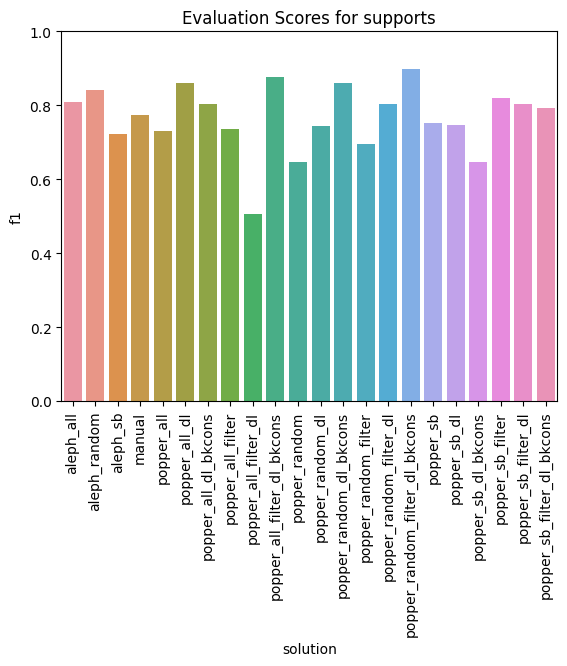 Evaluation Scores for supports
1.0
0.8
0.6
0.4
0.2
0.0
f1
aleph_all
aleph_random
aleph_sb
manual
popper_all
popper_all_dl
popper_all_dl_bkcons
popper_all_filter
popper_all_filter_dl
popper_all_filter_dl_bkcons
popper_random
popper_random_dl
popper_random_dl_bkcons
popper_random_filter
popper_random_filter_dl
popper_random_filter_dl_bkcons
popper_sb
popper_sb_dl
popper_sb_dl_bkcons
popper_sb_filter
popper_sb_filter_dl
popper_sb_filter_dl_bkcons
solution